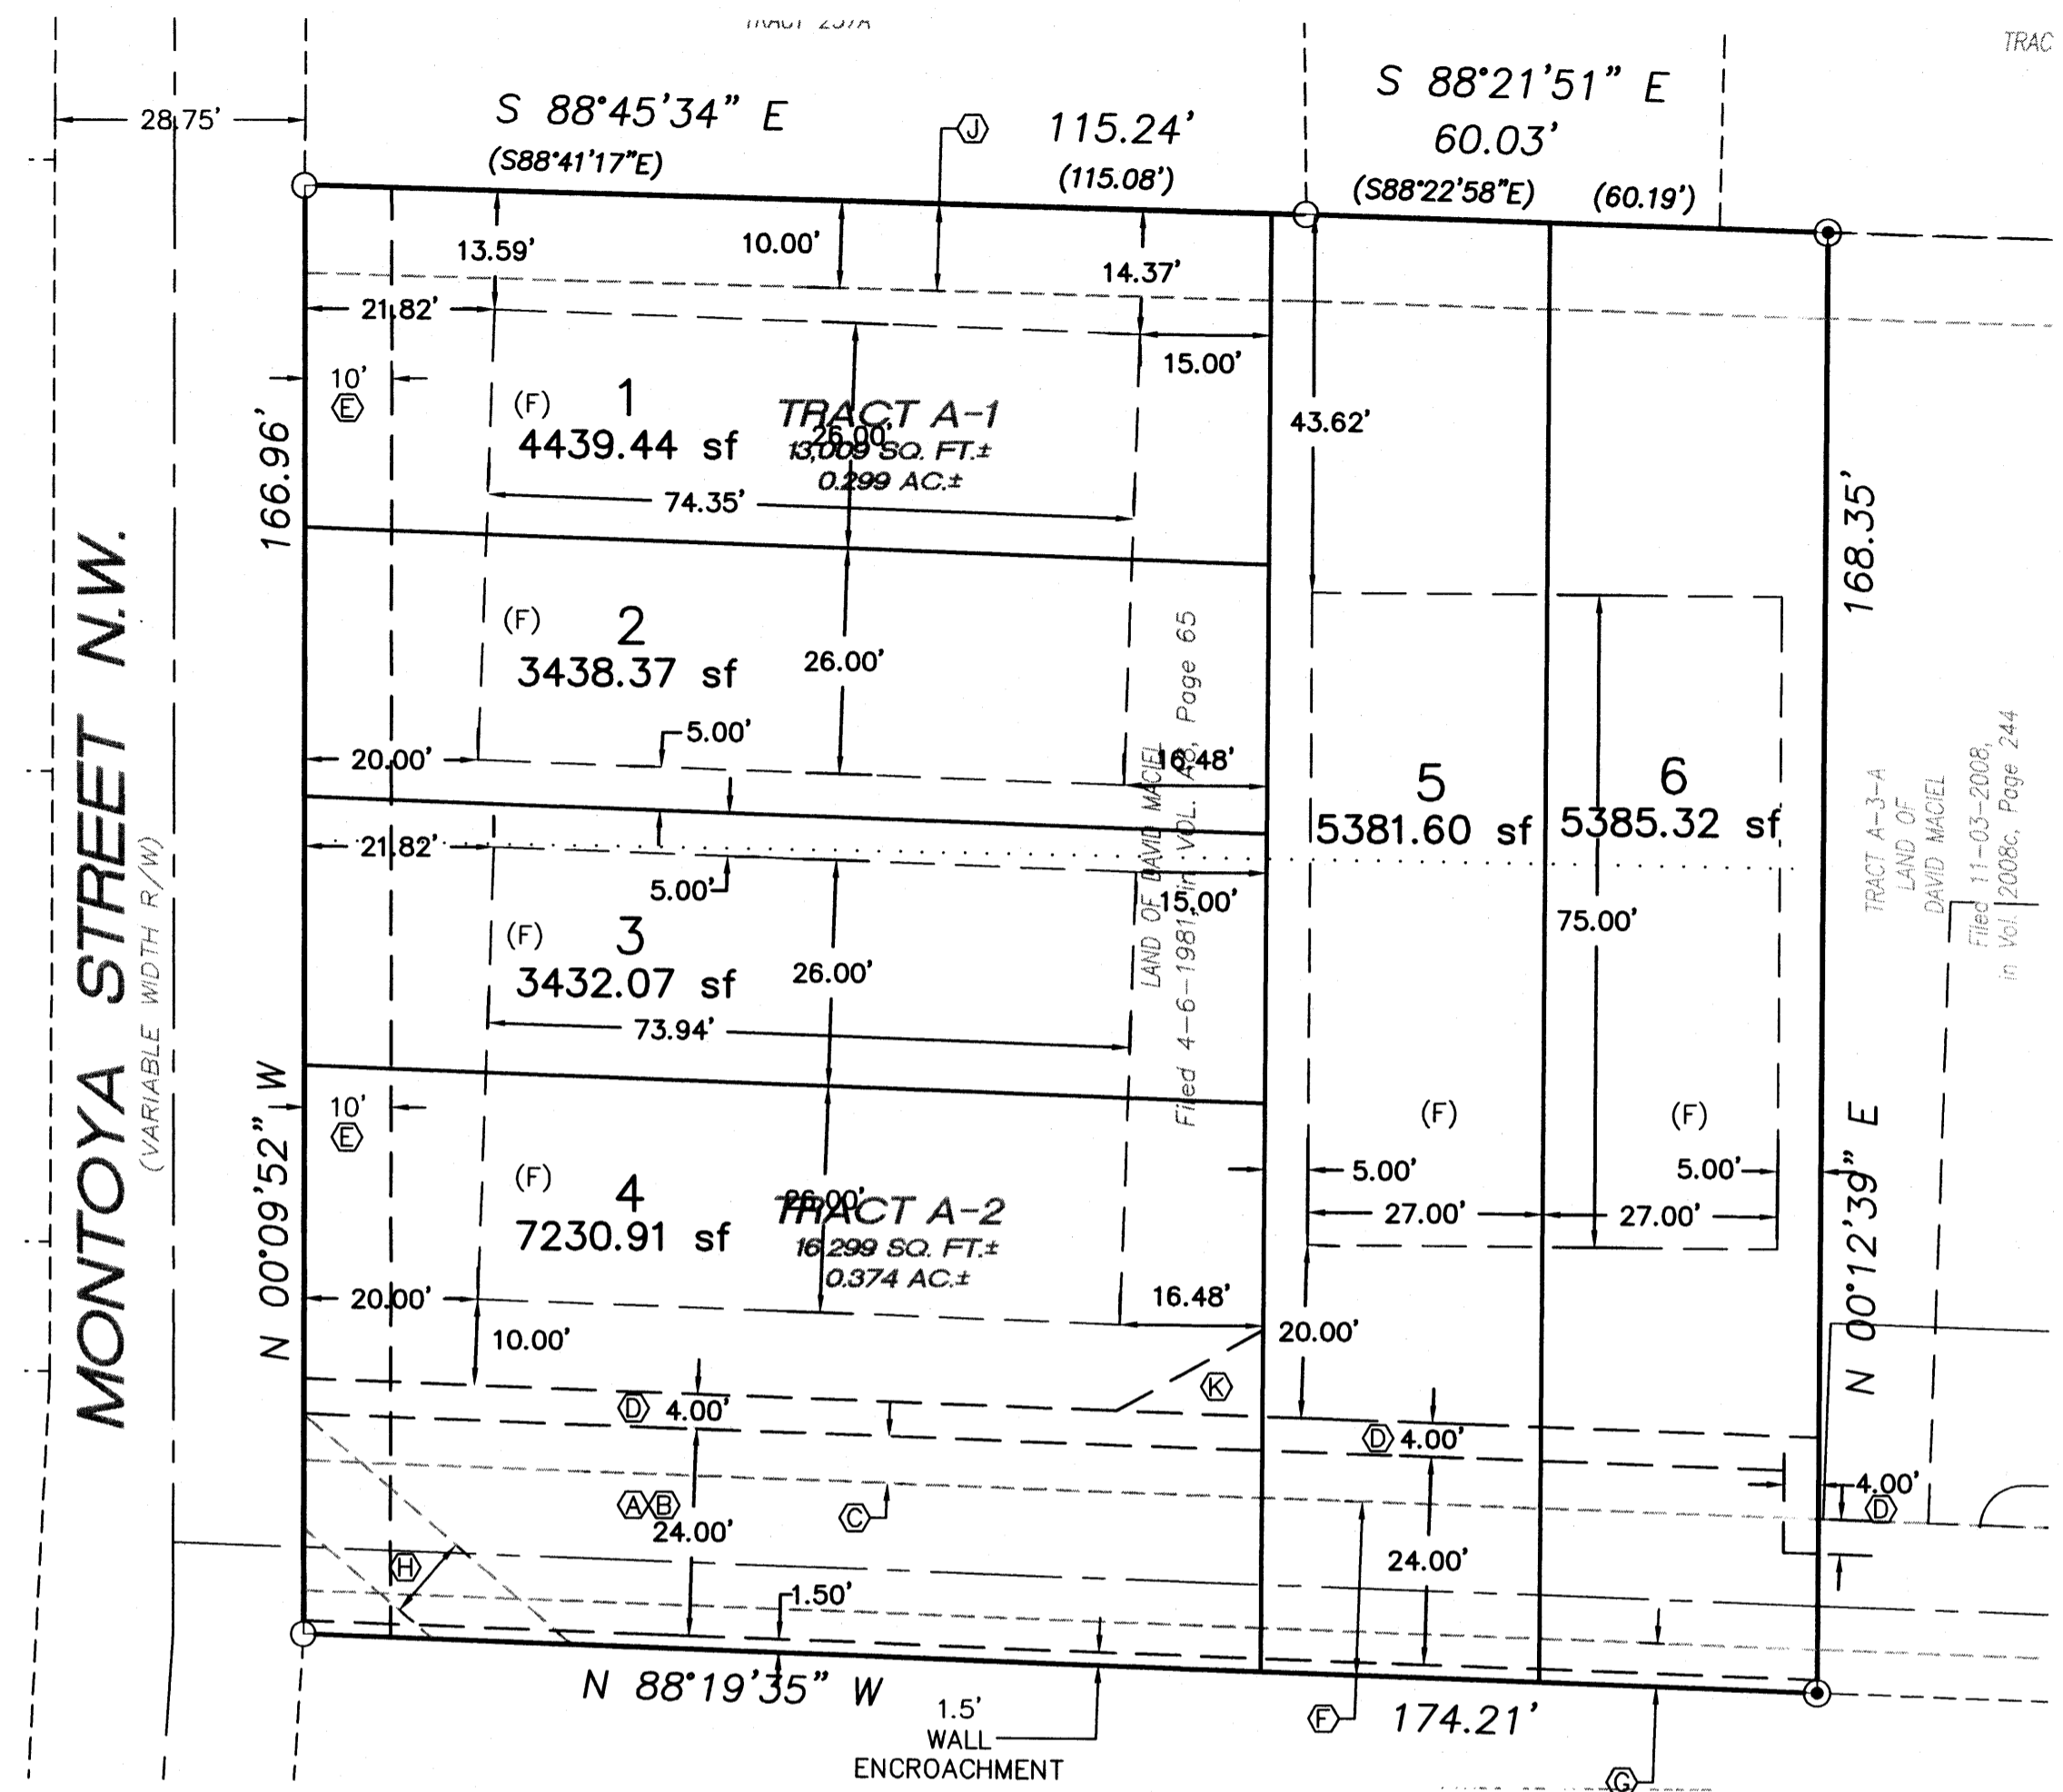 TRACT 237A
TRAC
28.75'
S 88°45'34" E
(S88°41'17"E)
J
115.24'
(115.08')
S 88°21'51" E
60.03'
(S88°22'58"E)
(60.19')
13.59'
10.00'
14.37'
21.82'
15.00'
10'
E
(F)
1
4439.44 sf
TRACT A-1
13,009 SQ. FT.±
0.299 AC.±
26.00'
74.35'
43.62'
166.96'
168.35'
MONTOYA STREET N.W.
(VARIABLE WIDTH R/W)
(F)
2
3438.37 sf
26.00'
5.00'
20.00'
16.48'
LAND OF DAVID MACIEL
Filed 4-6-1981, in VOL. A8, Page 65
5
5381.60 sf
6
5385.32 sf
TRACT A-3-A
LAND OF
DAVID MACIEL
Filed 11-03-2008,
in Vol. 2008c, Page 244
21.82'
5.00'
15.00'
75.00'
(F)
3
3432.07 sf
26.00'
73.94'
N 00°09'52" W
10'
E
(F)
4
7230.91 sf
26.00'
TRACT A-2
16,299 SQ. FT.±
0.374 AC.±
(F)
(F)
5.00'
5.00'
27.00'
27.00'
N 00°12'39" E
20.00'
16.48'
10.00'
20.00'
K
D 4.00'
D 4.00'
4.00'
D
A B
24.00'
C
24.00'
H
1.50'
N 88°19'35" W
1.5'
WALL
ENCROACHMENT
F
174.21'
G